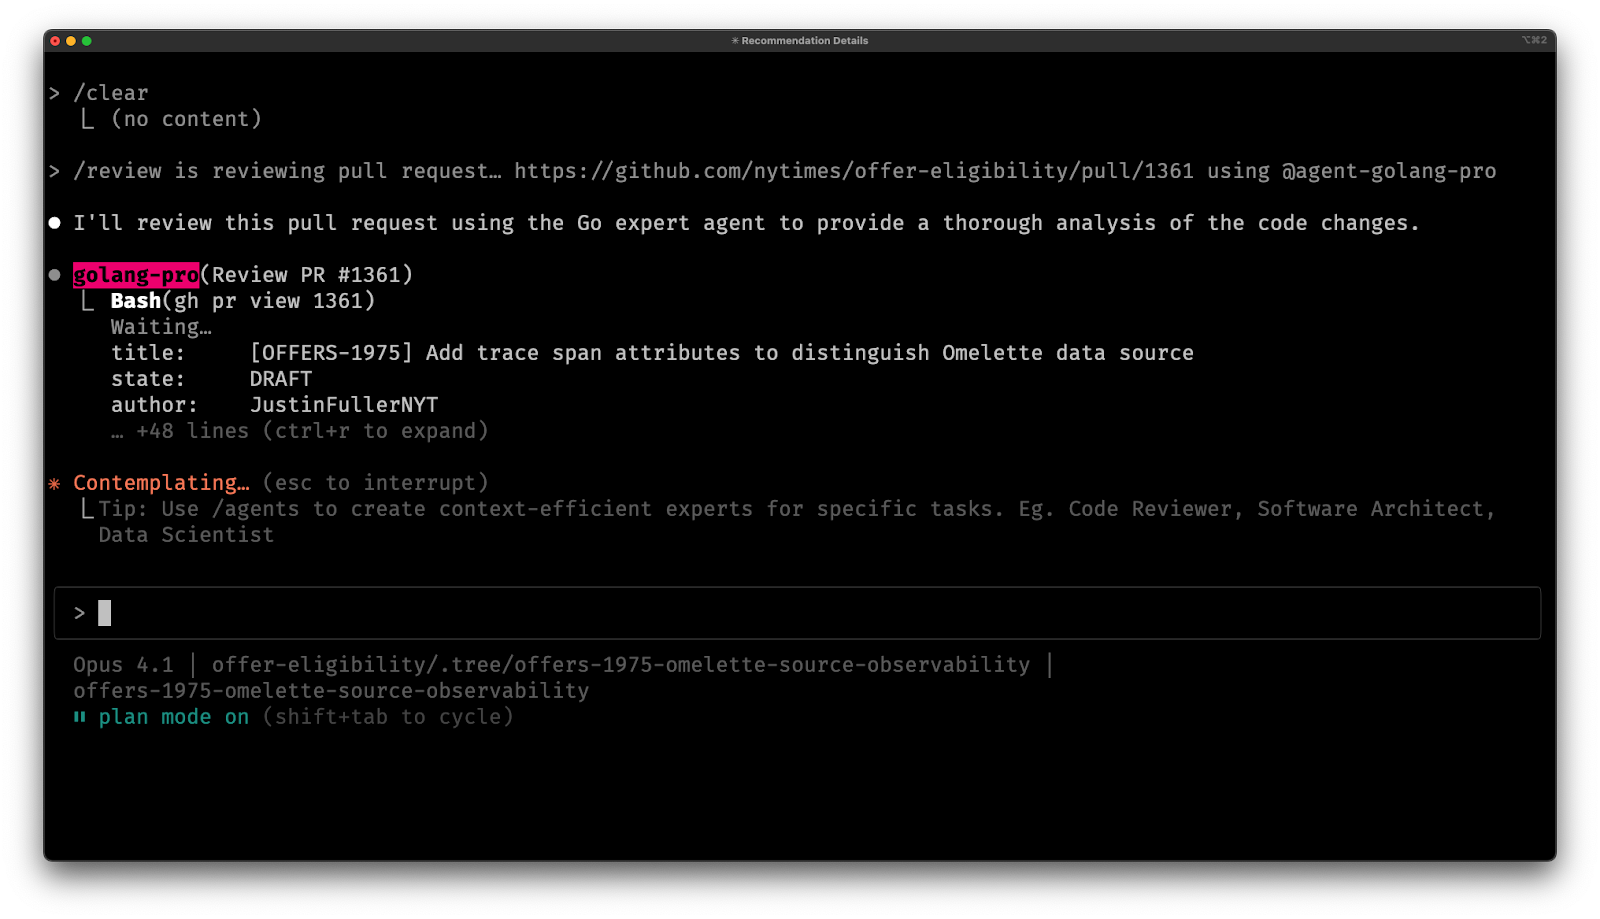 ✳ Recommendation Details
⌥⌘2
> /clear
⎿ (no content)
> /review is reviewing pull request… https://github.com/nytimes/offer-eligibility/pull/1361 using @agent-golang-pro
● I'll review this pull request using the Go expert agent to provide a thorough analysis of the code changes.
● golang-pro(Review PR #1361)
⎿ Bash(gh pr view 1361)
Waiting…
title: [OFFERS-1975] Add trace span attributes to distinguish Omelette data source
state: DRAFT
author: JustinFullerNYT
… +48 lines (ctrl+r to expand)
✳ Contemplating… (esc to interrupt)
⎿ Tip: Use /agents to create context-efficient experts for specific tasks. Eg. Code Reviewer, Software Architect,
Data Scientist
>
Opus 4.1 | offer-eligibility/.tree/offers-1975-omelette-source-observability |
offers-1975-omelette-source-observability
⏸ plan mode on (shift+tab to cycle)